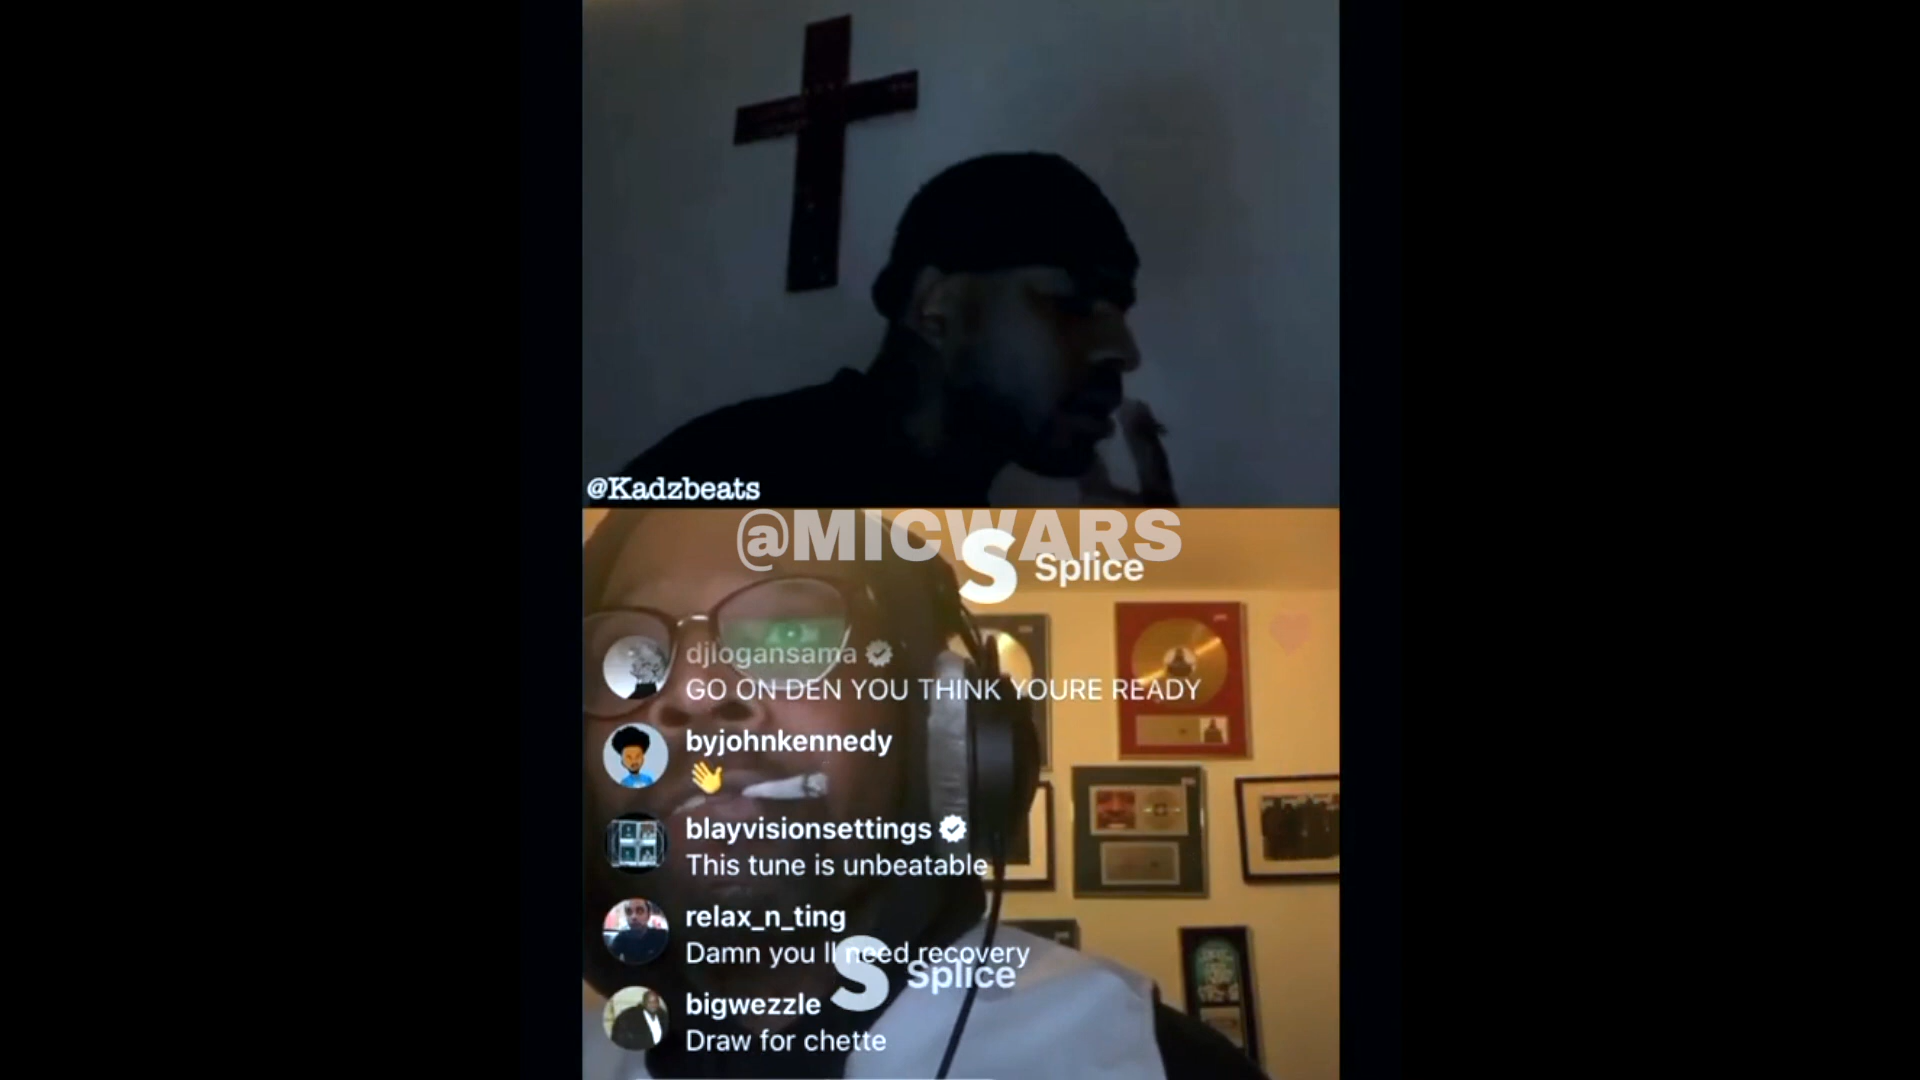 @Kadzbeats
@MICWARS
S Splice
djlogansama
GO ON DEN YOU THINK YOURE READY
byjohnkennedy
👋
blayvisionsettings
This tune is unbeatable
relax_n_ting
Damn you ll need recovery
S Splice
bigwezzle
Draw for chette